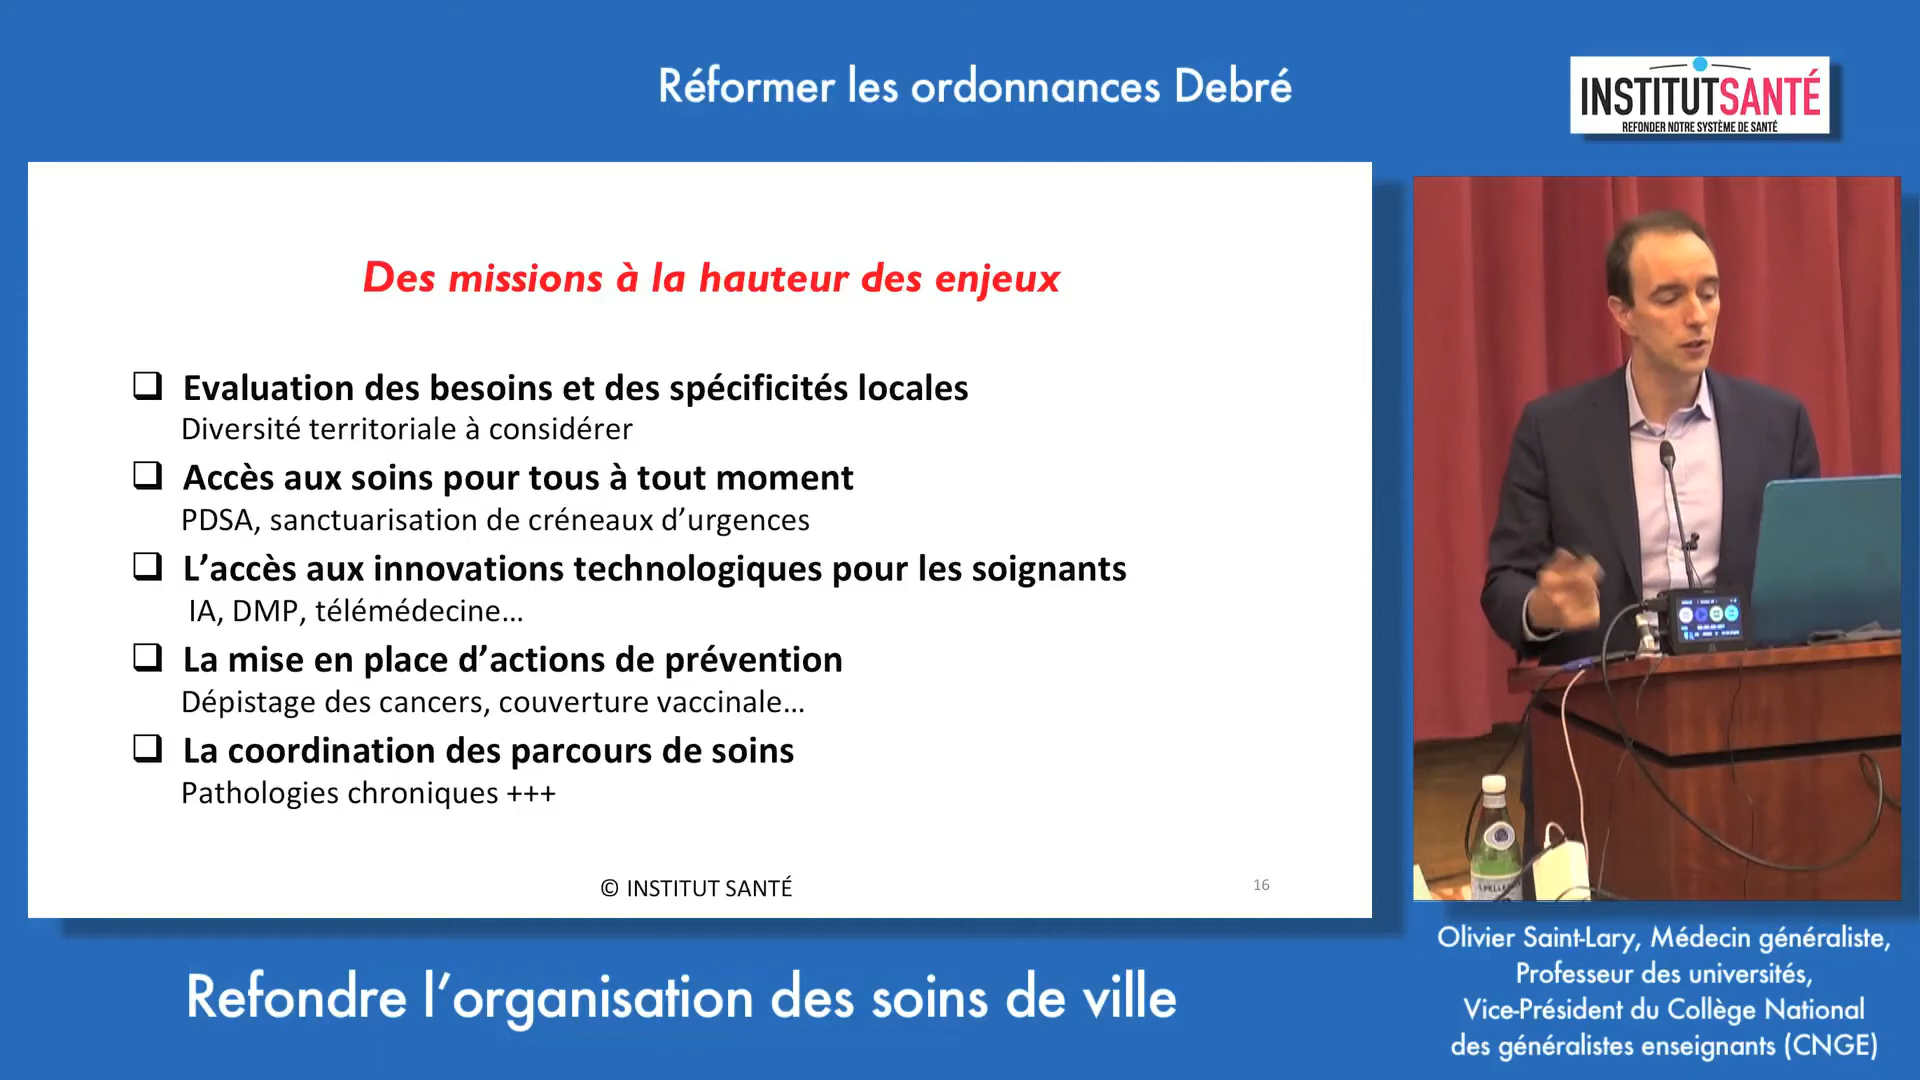 Réformer les ordonnances Debré
INSTITUTSANTÉ
REFONDER NOTRE SYSTÈME DE SANTÉ
Des missions à la hauteur des enjeux
Evaluation des besoins et des spécificités locales
Diversité territoriale à considérer
Accès aux soins pour tous à tout moment
PDSA, sanctuarisation de créneaux d’urgences
L’accès aux innovations technologiques pour les soignants
IA, DMP, télémédecine…
La mise en place d’actions de prévention
Dépistage des cancers, couverture vaccinale…
La coordination des parcours de soins
Pathologies chroniques +++
© INSTITUT SANTÉ
16
Olivier Saint-Lary, Médecin généraliste,
Professeur des universités,
Vice-Président du Collège National
des généralistes enseignants (CNGE)
Refondre l’organisation des soins de ville